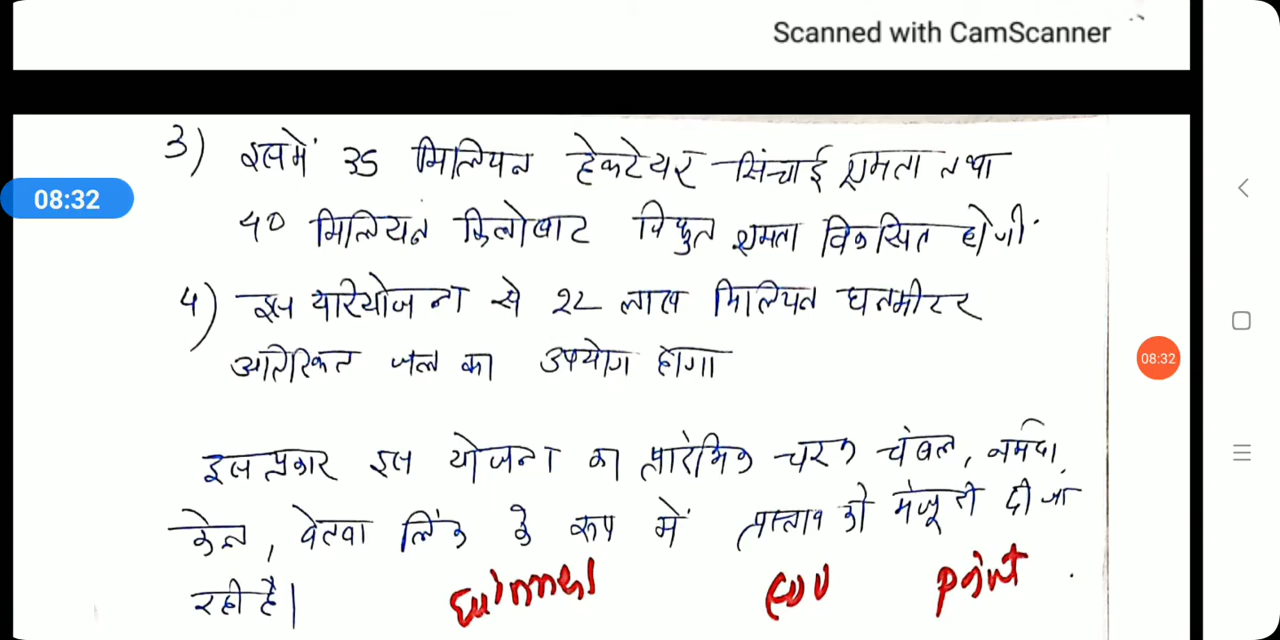 Scanned with CamScanner
3) इसमें 35 मिलियन हेक्टेयर सिंचाई क्षमता तथा
08:32
40 मिलियन किलोवाट विद्युत क्षमता विकसित होगी
4) इस परियोजना से 22 लाख मिलियन घनमीटर
अतिरिक्त जल का उपयोग होगा
08:32
इस प्रकार इस योजना का प्रारंभिक चरण चंबल, नर्मदा,
केन, वेतवा लिंक के रूप में प्रस्ताव को मंजूरी दी जा
रही है।
point